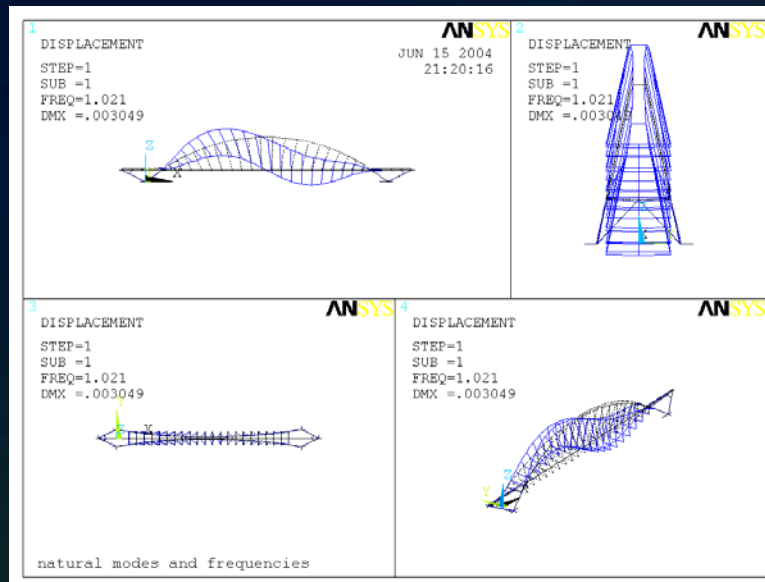 1
ANSYS
DISPLACEMENT
JUN 15 2004
21:20:16
STEP=1
SUB =1
FREQ=1.021
DMX =.003049
Z
X
2
DISPLACEMENT
STEP=1
SUB =1
FREQ=1.021
DMX =.003049
3
ANSYS
DISPLACEMENT
STEP=1
SUB =1
FREQ=1.021
DMX =.003049
Y
Z X
natural modes and frequencies
4
ANSYS
DISPLACEMENT
STEP=1
SUB =1
FREQ=1.021
DMX =.003049
Z
Y